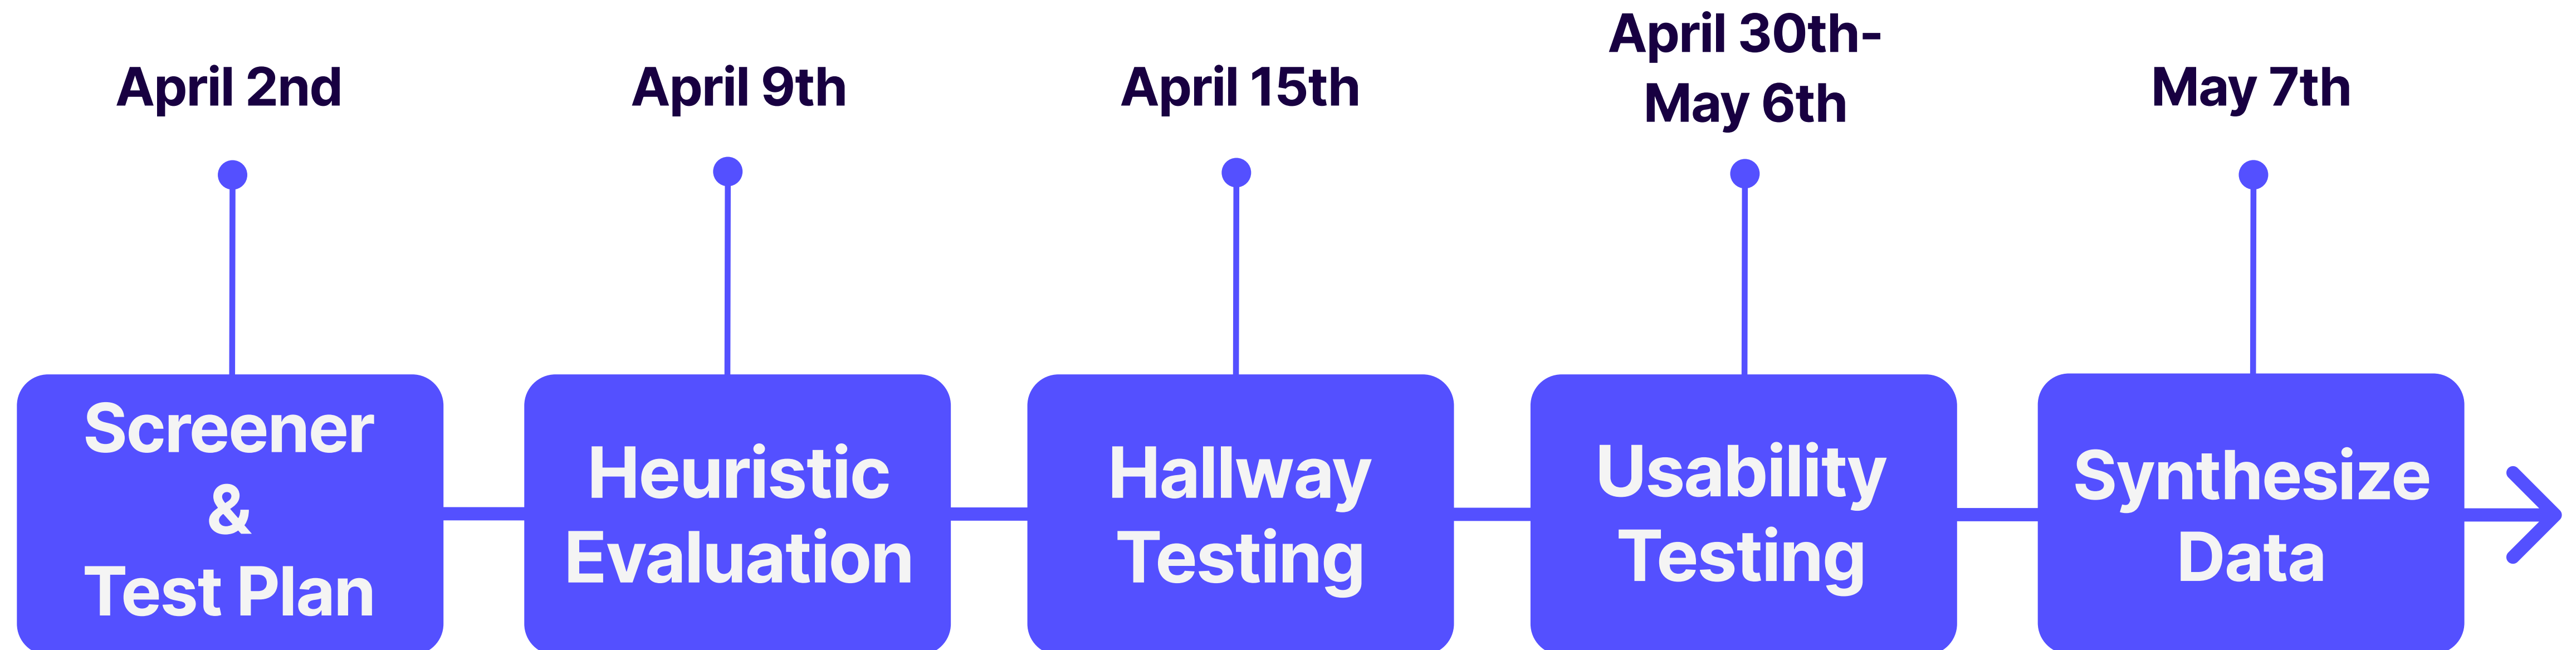 April 2nd
April 9th
April 15th
April 30th-
May 6th
May 7th
Screener
&
Test Plan
Heuristic
Evaluation
Hallway
Testing
Usability
Testing
Synthesize
Data